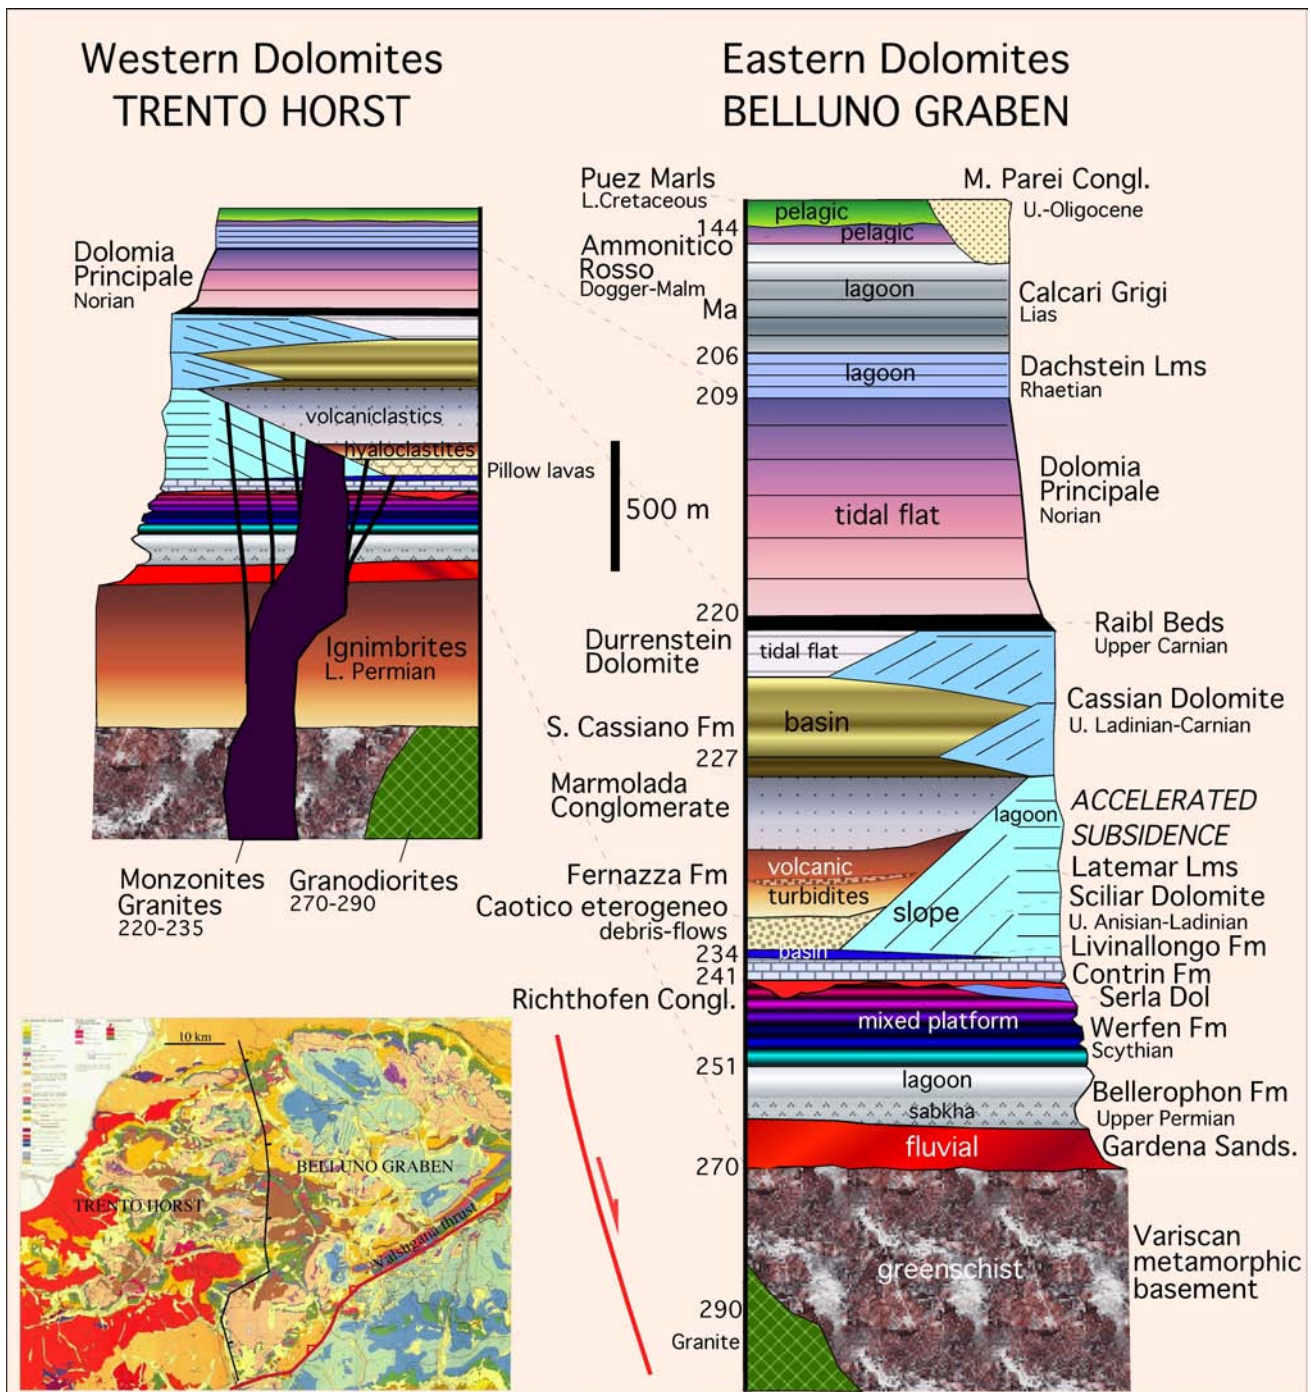 Western Dolomites
TRENTO HORST
Dolomia
Principale
Norian
volcaniclastics
hyaloclastites
Pillow lavas
Ignimbrites
L. Permian
Monzonites
Granites
220-235
Granodiorites
270-290
500 m
Eastern Dolomites
BELLUNO GRABEN
Puez Marls
L.Cretaceous
M. Parei Congl.
U.-Oligocene
pelagic
144
pelagic
Ammonitico
Rosso
Dogger-Malm
Ma
lagoon
Calcari Grigi
Lias
206
lagoon
Dachstein Lms
Rhaetian
209
Dolomia
Principale
Norian
tidal flat
220
Raibl Beds
Upper Carnian
Durrenstein
Dolomite
tidal flat
Cassian Dolomite
U. Ladinian-Carnian
S. Cassiano Fm
basin
227
Marmolada
Conglomerate
lagoon
ACCELERATED
SUBSIDENCE
Latemar Lms
Fernazza Fm
volcanic
turbidites
Sciliar Dolomite
U. Anisian-Ladinian
Caotico eterogeneo
debris-flows
slope
234
basin
Livinallongo Fm
241
Contrin Fm
Richthofen Congl.
Serla Dol
mixed platform
Werfen Fm
Scythian
251
lagoon
Bellerophon Fm
Upper Permian
sabkha
fluvial
Gardena Sands.
270
Variscan
metamorphic
basement
greenschist
290
Granite
10 km
BELLUNO GRABEN
TRENTO HORST
Valsugana thrust